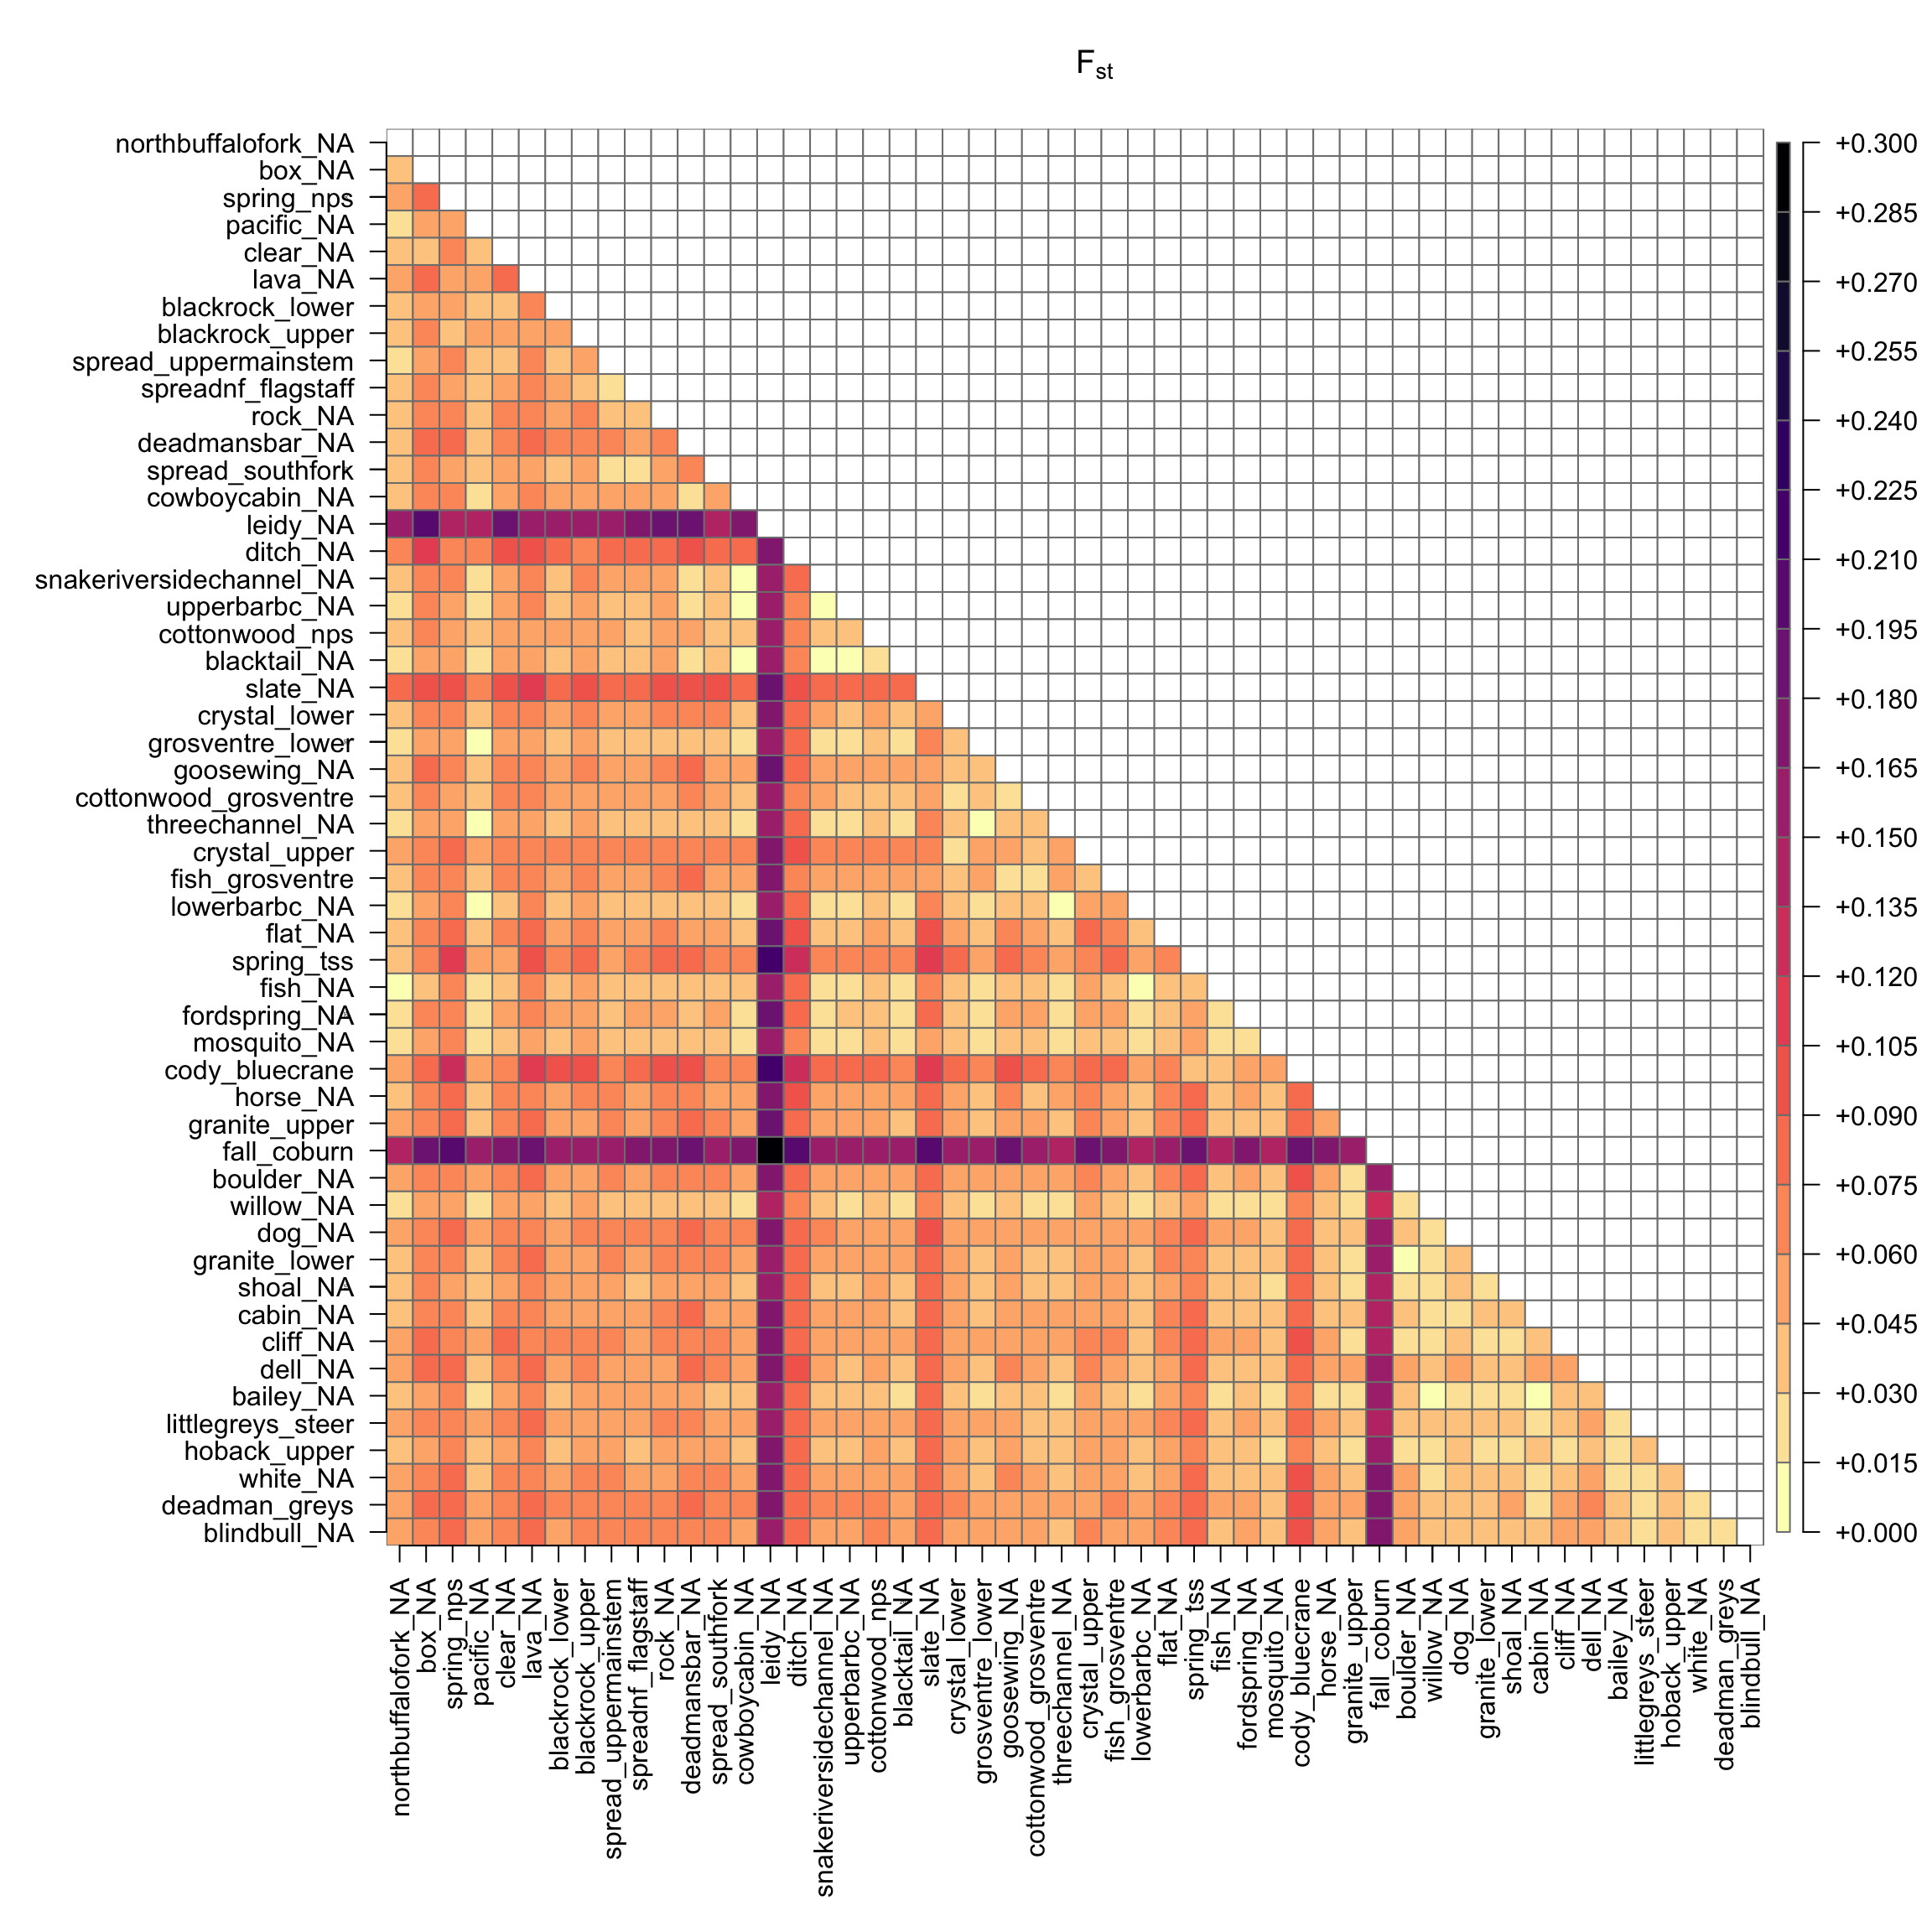 Fst
northbuffalofork_NA
box_NA
spring_nps
pacific_NA
clear_NA
lava_NA
blackrock_lower
blackrock_upper
spread_uppermainstem
spreadnf_flagstaff
rock_NA
deadmansbar_NA
spread_southfork
cowboycabin_NA
leidy_NA
ditch_NA
snakeriversidechannel_NA
upperbarbc_NA
cottonwood_nps
blacktail_NA
slate_NA
crystal_lower
grosventre_lower
goosewing_NA
cottonwood_grosventre
threechannel_NA
crystal_upper
fish_grosventre
lowerbarbc_NA
flat_NA
spring_tss
fish_NA
fordspring_NA
mosquito_NA
cody_bluecrane
horse_NA
granite_upper
fall_coburn
boulder_NA
willow_NA
dog_NA
granite_lower
shoal_NA
cabin_NA
cliff_NA
dell_NA
bailey_NA
littlegreys_steer
hoback_upper
white_NA
deadman_greys
blindbull_NA
+0.300
+0.285
+0.270
+0.255
+0.240
+0.225
+0.210
+0.195
+0.180
+0.165
+0.150
+0.135
+0.120
+0.105
+0.090
+0.075
+0.060
+0.045
+0.030
+0.015
+0.000
northbuffalofork_NA
box_NA
spring_nps
pacific_NA
clear_NA
lava_NA
blackrock_lower
blackrock_upper
spread_uppermainstem
spreadnf_flagstaff
rock_NA
deadmansbar_NA
spread_southfork
cowboycabin_NA
leidy_NA
ditch_NA
snakeriversidechannel_NA
upperbarbc_NA
cottonwood_nps
blacktail_NA
slate_NA
crystal_lower
grosventre_lower
goosewing_NA
cottonwood_grosventre
threechannel_NA
crystal_upper
fish_grosventre
lowerbarbc_NA
flat_NA
spring_tss
fish_NA
fordspring_NA
mosquito_NA
cody_bluecrane
horse_NA
granite_upper
fall_coburn
boulder_NA
willow_NA
dog_NA
granite_lower
shoal_NA
cabin_NA
cliff_NA
dell_NA
bailey_NA
littlegreys_steer
hoback_upper
white_NA
deadman_greys
blindbull_NA